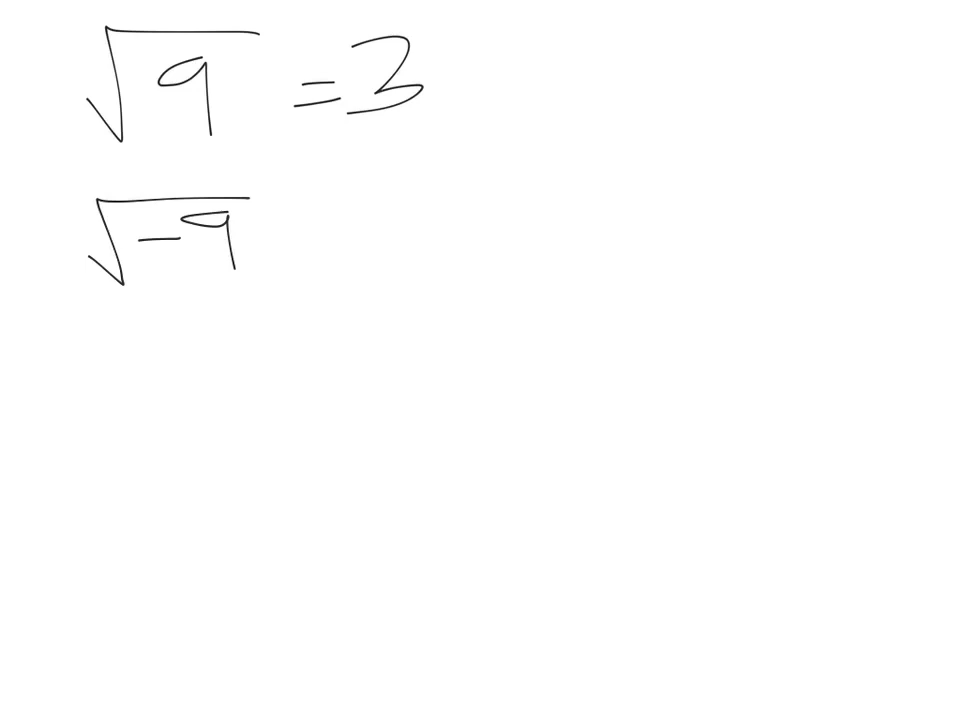 √9 = 3
√-9